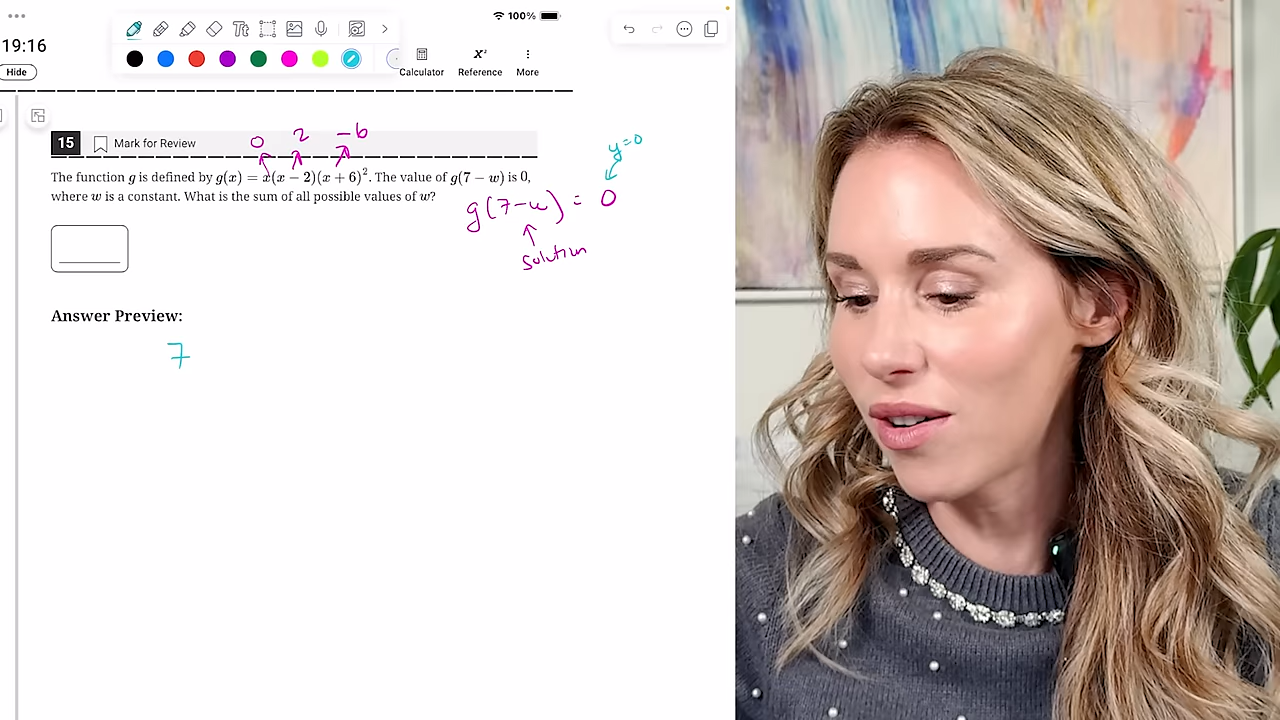 100%
19:16
Hide
Calculator
X² Reference
More
0 2 −6
15 Mark for Review
y=0
The function g is defined by g(x) = x(x − 2)(x + 6)². The value of g(7 − w) is 0,
where w is a constant. What is the sum of all possible values of w?
g(7-w) = 0
solution
Answer Preview:
7